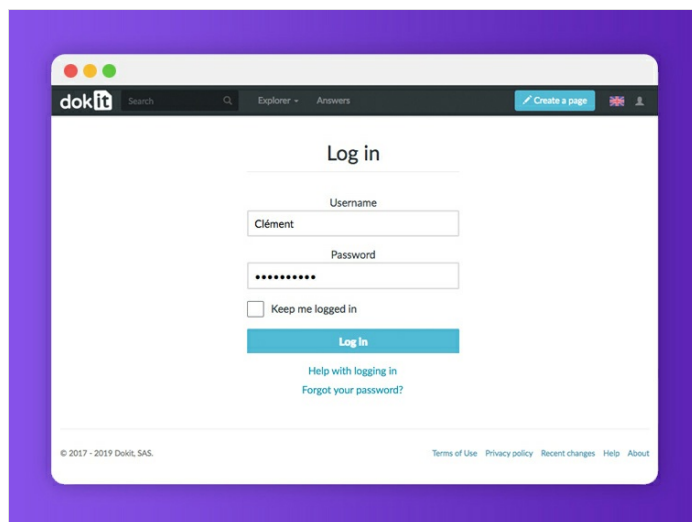 dokit Search Explorer Answers Create a page
Log in
Username
Clément
Password
••••••••••
Keep me logged in
Log In
Help with logging in
Forgot your password?
© 2017 - 2019 Dokit, SAS. Terms of Use Privacy policy Recent changes Help About